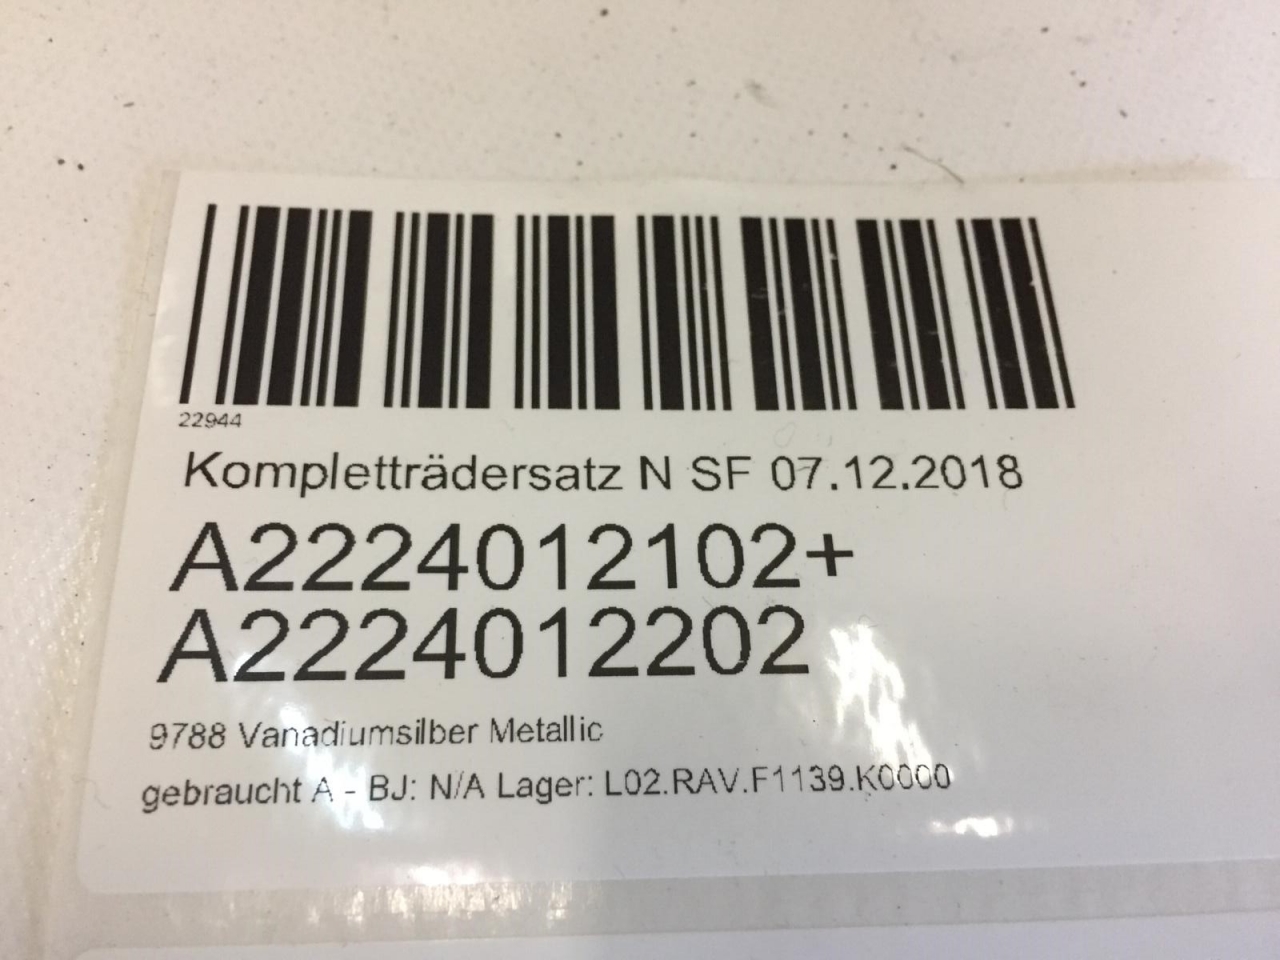 22944
Kompletträdersatz N SF 07.12.2018
A2224012102+
A2224012202
9788 Vanadiumsilber Metallic
gebraucht A - BJ: N/A Lager: L02.RAV.F1139.K0000